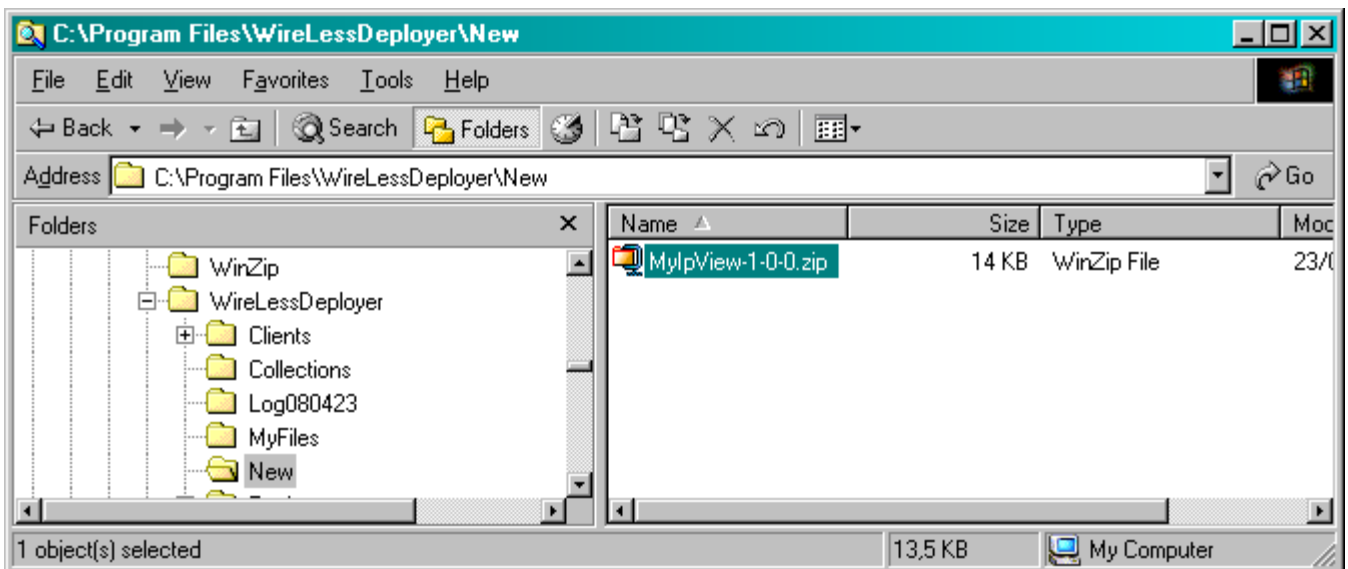 C:\Program Files\WireLessDeployer\New
File Edit View Favorites Tools Help
Back Search Folders
Address C:\Program Files\WireLessDeployer\New Go
Folders
Name Size Type
MyIpView-1-0-0.zip 14 KB WinZip File
WinZip
WireLessDeployer
Clients
Collections
Log080423
MyFiles
New
1 object(s) selected 13,5 KB My Computer